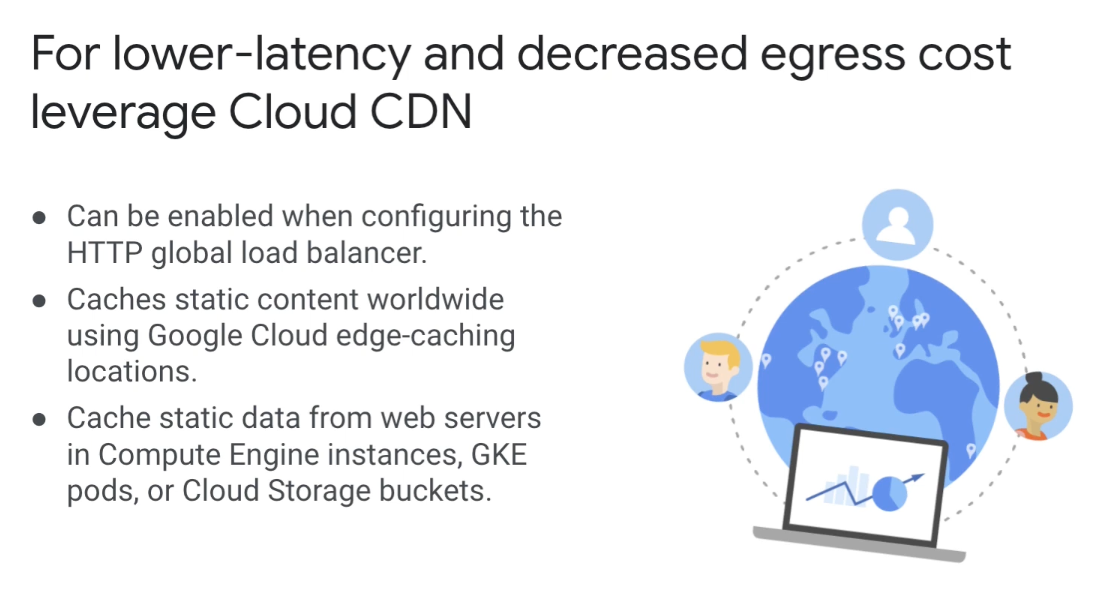 For lower-latency and decreased egress cost
leverage Cloud CDN
● Can be enabled when configuring the
HTTP global load balancer.
● Caches static content worldwide
using Google Cloud edge-caching
locations.
● Cache static data from web servers
in Compute Engine instances, GKE
pods, or Cloud Storage buckets.